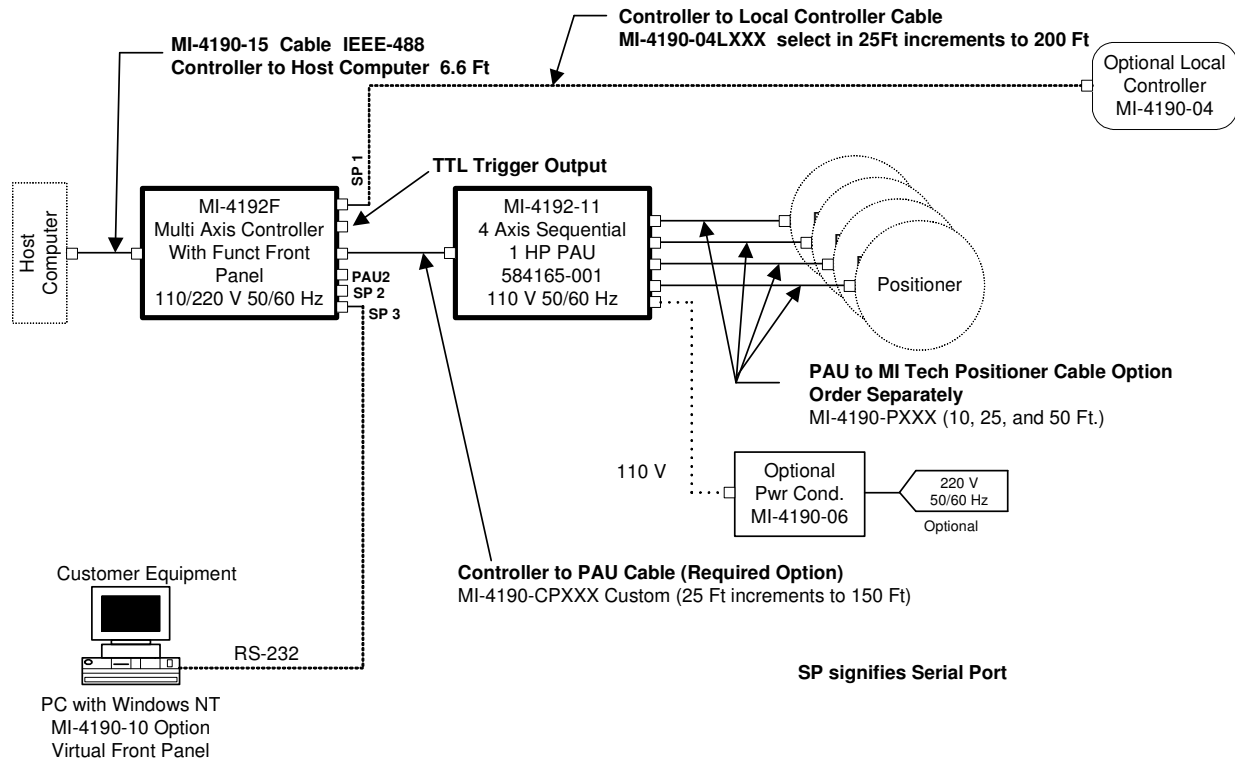 Controller to Local Controller Cable
MI-4190-04LXXX select in 25Ft increments to 200 Ft
MI-4190-15 Cable IEEE-488
Controller to Host Computer 6.6 Ft
Optional Local
Controller
MI-4190-04
SP 1
TTL Trigger Output
Host
Computer
MI-4192F
Multi Axis Controller
With Funct Front
Panel
110/220 V 50/60 Hz
PAU2
SP 2
SP 3
MI-4192-11
4 Axis Sequential
1 HP PAU
584165-001
110 V 50/60 Hz
Positioner
PAU to MI Tech Positioner Cable Option
Order Separately
MI-4190-PXXX (10, 25, and 50 Ft.)
110 V
Optional
Pwr Cond.
MI-4190-06
220 V
50/60 Hz
Optional
Controller to PAU Cable (Required Option)
MI-4190-CPXXX Custom (25 Ft increments to 150 Ft)
Customer Equipment
RS-232
PC with Windows NT
MI-4190-10 Option
Virtual Front Panel
SP signifies Serial Port